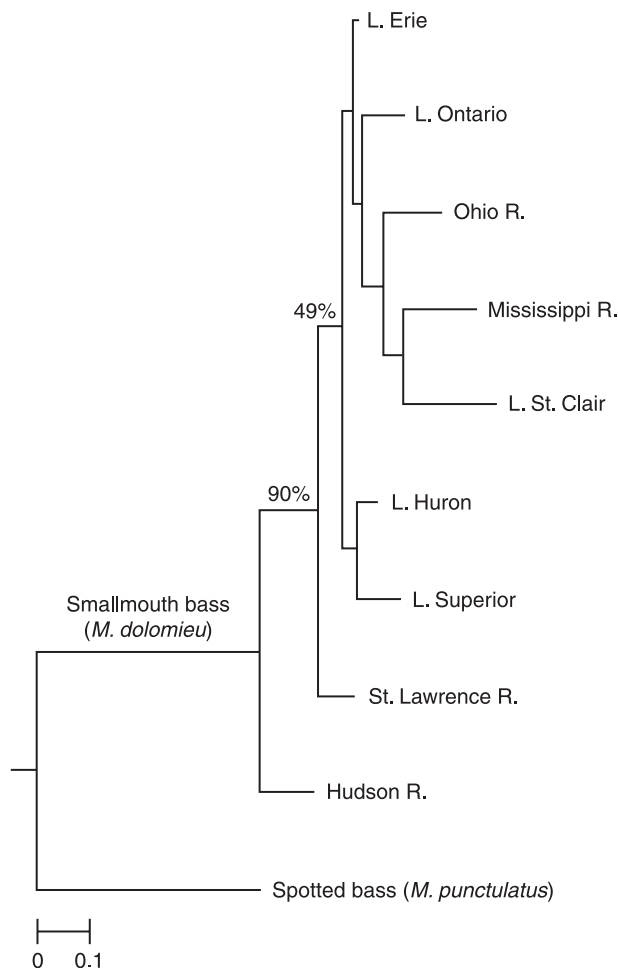 L. Erie
L. Ontario
Ohio R.
Mississippi R.
49%
L. St. Clair
90%
L. Huron
L. Superior
Smallmouth bass
(M. dolomieu)
St. Lawrence R.
Hudson R.
Spotted bass (M. punctulatus)
0 0.1